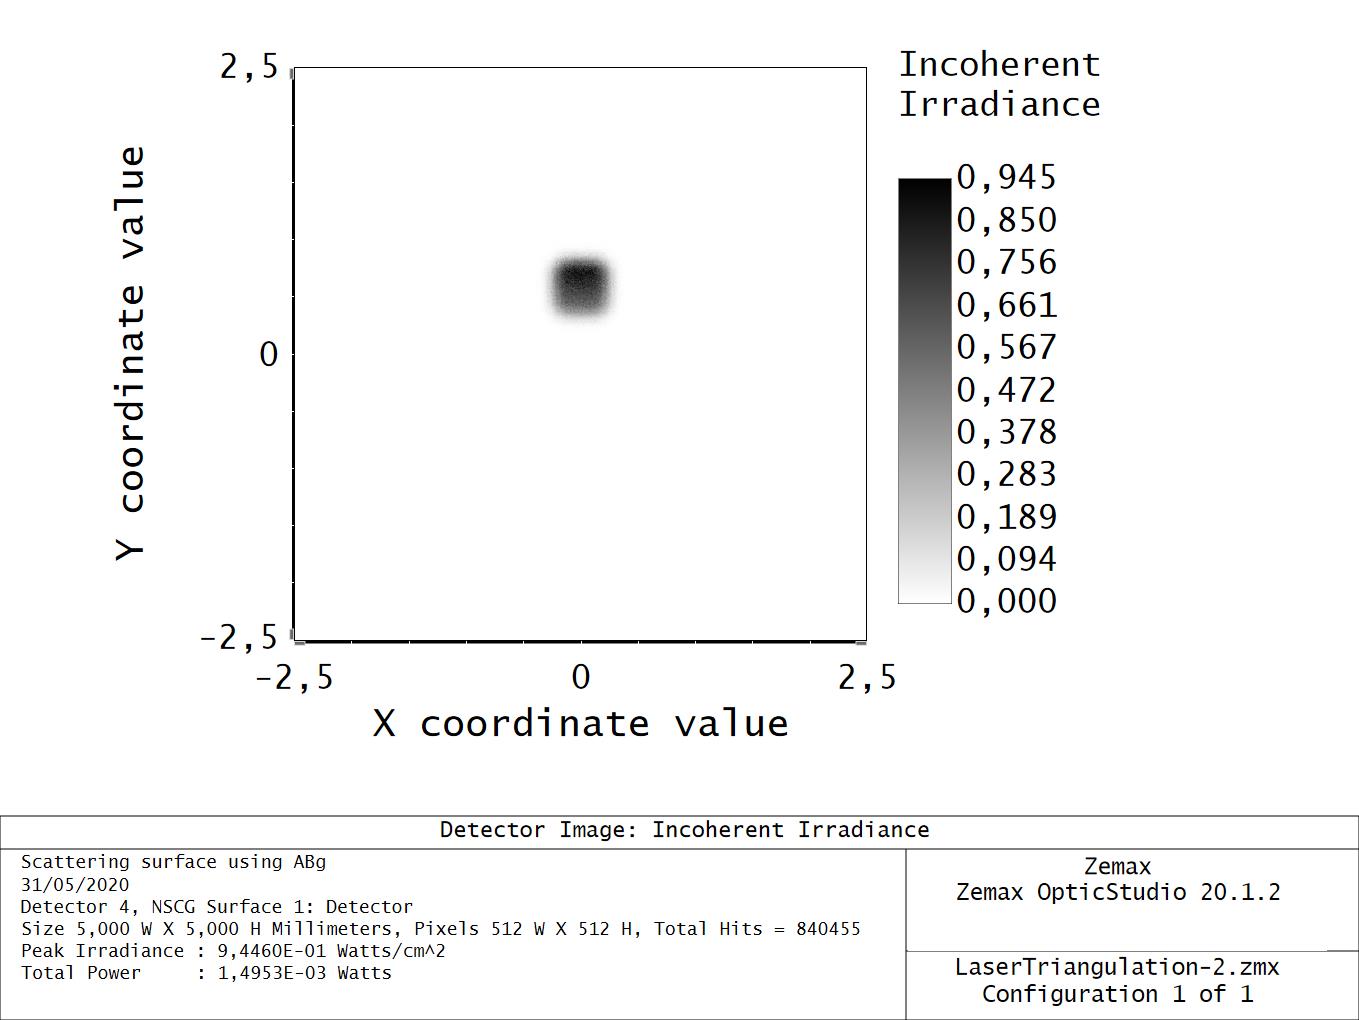 2,5
0
-2,5
Y coordinate value
-2,5
0
2,5
X coordinate value
Incoherent
Irradiance
0,945
0,850
0,756
0,661
0,567
0,472
0,378
0,283
0,189
0,094
0,000
Detector Image: Incoherent Irradiance
Scattering surface using ABg
31/05/2020
Detector 4, NSCG Surface 1: Detector
Size 5,000 W X 5,000 H Millimeters, Pixels 512 W X 512 H, Total Hits = 840455
Peak Irradiance : 9,4460E-01 Watts/cm^2
Total Power     : 1,4953E-03 Watts
Zemax
Zemax OpticStudio 20.1.2
LaserTriangulation-2.zmx
Configuration 1 of 1